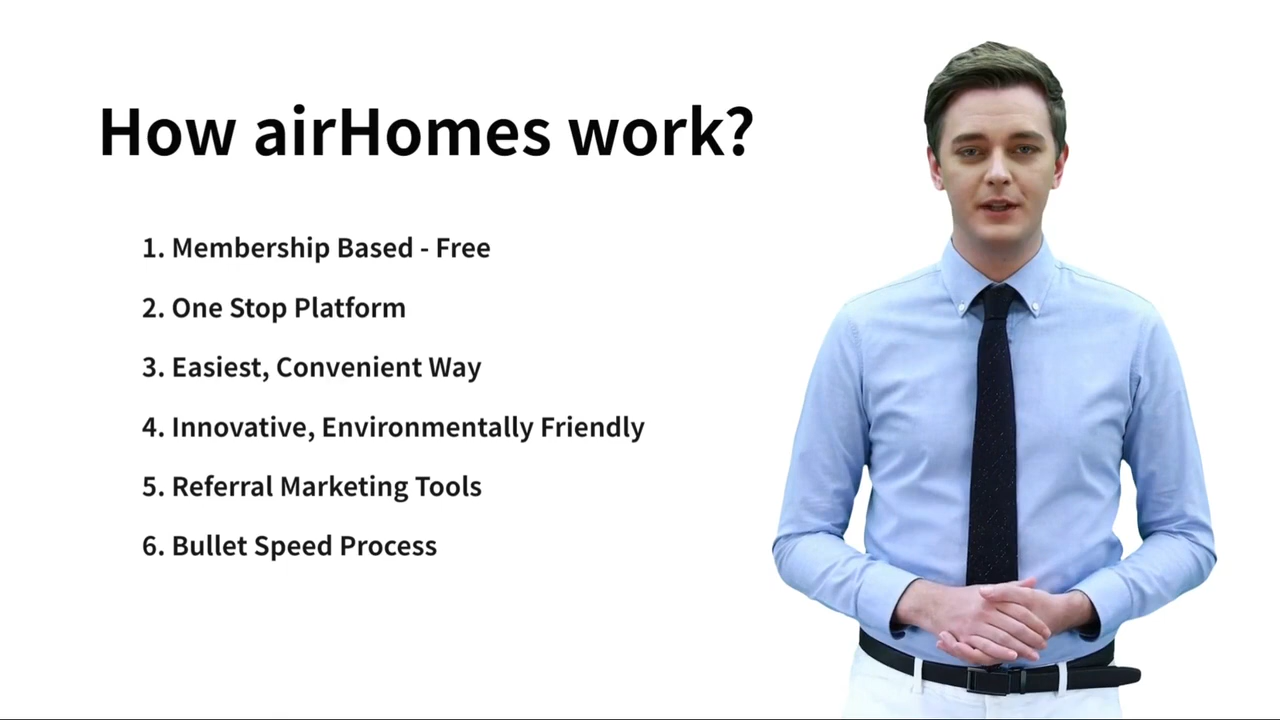 How airHomes work?
1. Membership Based - Free
2. One Stop Platform
3. Easiest, Convenient Way
4. Innovative, Environmentally Friendly
5. Referral Marketing Tools
6. Bullet Speed Process